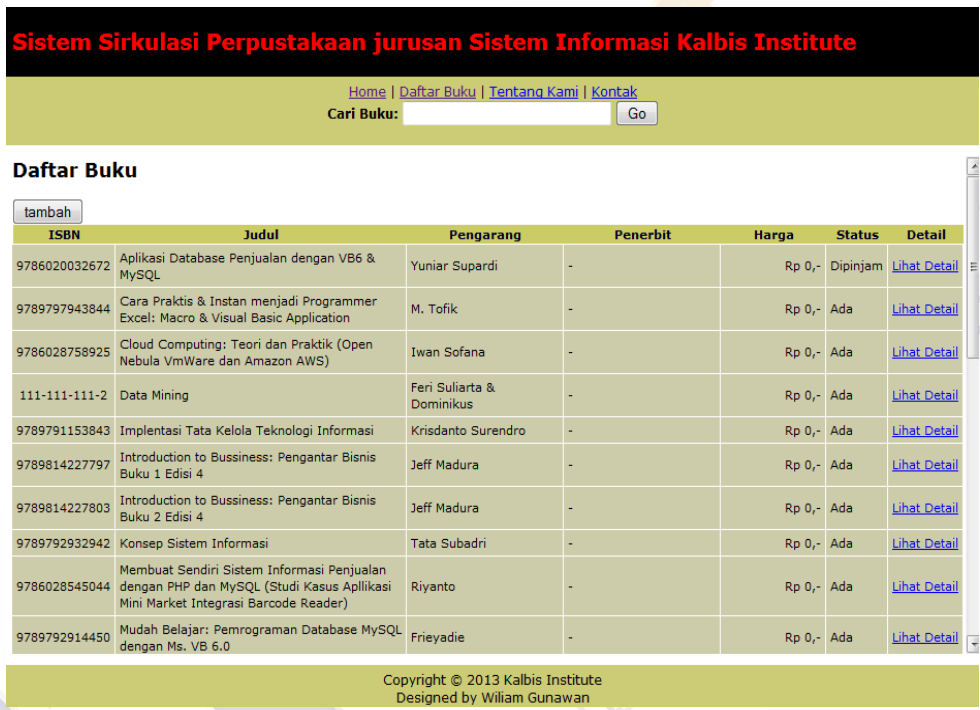 Sistem Sirkulasi Perpustakaan jurusan Sistem Informasi Kalbis Institute
Home | Daftar Buku | Tentang Kami | Kontak
Cari Buku: Go
Daftar Buku
tambah
ISBN Judul Pengarang Penerbit Harga Status Detail
9786020032672 Aplikasi Database Penjualan dengan VB6 &
MySQL Yuniar Supardi - Rp 0,- Dipinjam Lihat Detail
9789797943844 Cara Praktis & Instan menjadi Programmer
Excel: Macro & Visual Basic Application M. Tofik - Rp 0,- Ada Lihat Detail
9786028758925 Cloud Computing: Teori dan Praktik (Open
Nebula VmWare dan Amazon AWS) Iwan Sofana - Rp 0,- Ada Lihat Detail
111-111-111-2 Data Mining Feri Suliarta &
Dominikus - Rp 0,- Ada Lihat Detail
9789791153843 Implentasi Tata Kelola Teknologi Informasi Krisdanto Surendro - Rp 0,- Ada Lihat Detail
9789814227797 Introduction to Bussiness: Pengantar Bisnis
Buku 1 Edisi 4 Jeff Madura - Rp 0,- Ada Lihat Detail
9789814227803 Introduction to Bussiness: Pengantar Bisnis
Buku 2 Edisi 4 Jeff Madura - Rp 0,- Ada Lihat Detail
9789792932942 Konsep Sistem Informasi Tata Subadri - Rp 0,- Ada Lihat Detail
9786028545044 Membuat Sendiri Sistem Informasi Penjualan
dengan PHP dan MySQL (Studi Kasus Apllikasi
Mini Market Integrasi Barcode Reader) Riyanto - Rp 0,- Ada Lihat Detail
9789792914450 Mudah Belajar: Pemrograman Database MySQL
dengan Ms. VB 6.0 Frieyadie - Rp 0,- Ada Lihat Detail
Copyright © 2013 Kalbis Institute
Designed by Wiliam Gunawan